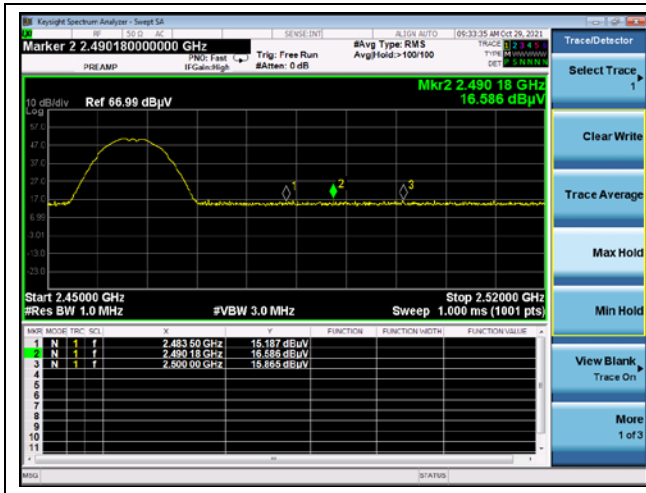 Keysight Spectrum Analyzer - Swept SA
RF 50 Ω AC SENSE:INT ALIGN AUTO 09:33:35 AM Oct 29, 2021
Marker 2 2.490180000000 GHz
PREAMP
PNO: Fast
IFGain:High
Trig: Free Run
#Atten: 0 dB
#Avg Type: RMS
Avg|Hold:>100/100
TRACE 1 2 3 4 5 6
TYPE M WWWWW
DET P S N N N N
Mkr2 2.490 18 GHz
16.586 dBµV
10 dB/div Ref 66.99 dBµV
Log
57.0
47.0
37.0
27.0
17.0
6.99
-3.01
-13.0
-23.0
1
2
3
Start 2.45000 GHz
Stop 2.52000 GHz
#Res BW 1.0 MHz
#VBW 3.0 MHz
Sweep 1.000 ms (1001 pts)
MKR MODE TRC SCL X Y FUNCTION FUNCTION WIDTH FUNCTION VALUE
1 N 1 f 2.483 50 GHz 15.187 dBµV
2 N 1 f 2.490 18 GHz 16.586 dBµV
3 N 1 f 2.500 00 GHz 15.865 dBµV
4
5
6
7
8
9
10
11
MSG
STATUS
Trace/Detector
Select Trace
1
Clear Write
Trace Average
Max Hold
Min Hold
View Blank
Trace On
More
1 of 3